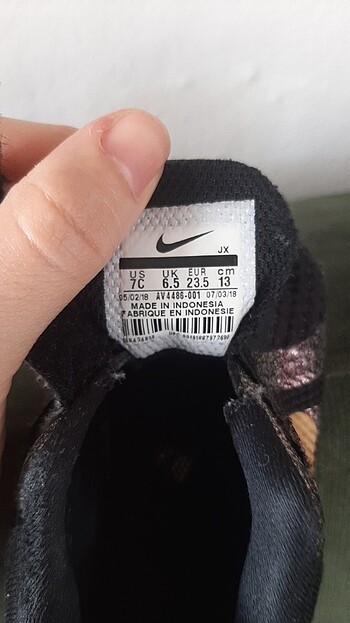 JX
US UK EUR cm
7C 6.5 23.5 13
05/02/18 AV4486-001 07/03/18
MADE IN INDONESIA
FABRIQUE EN INDONESIE